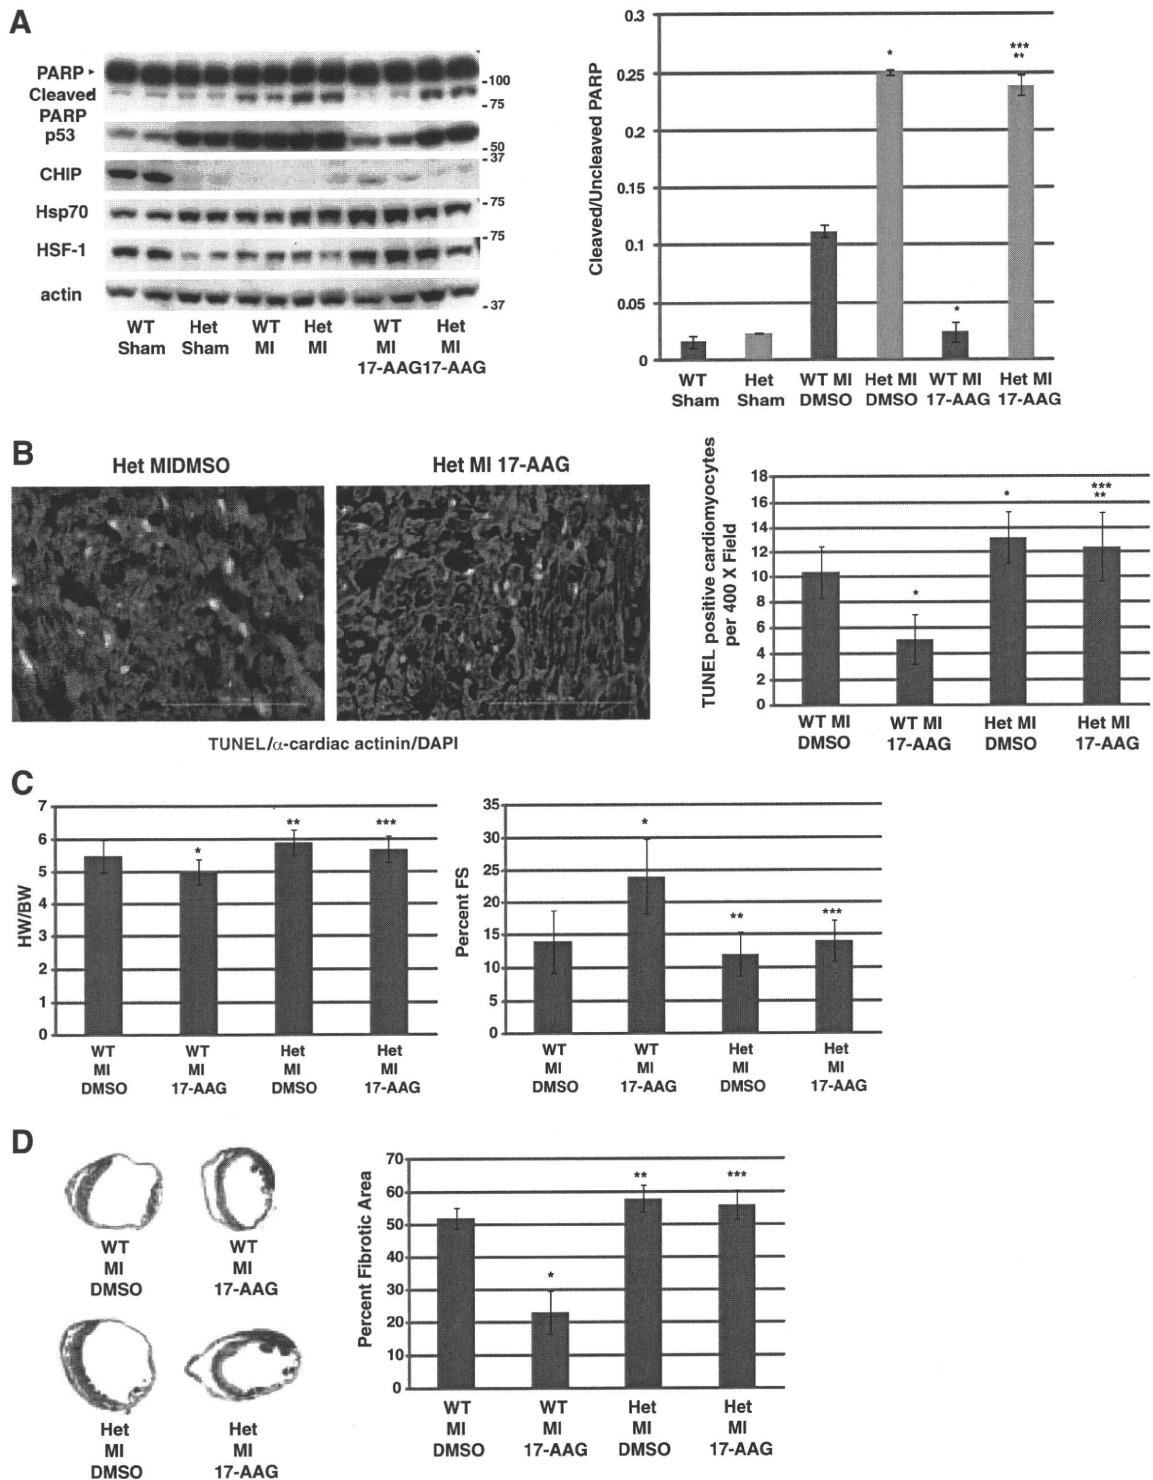 A
PARP
Cleaved
PARP
p53
CHIP
Hsp70
HSF-1
actin
-100
-75
-50
-37
-75
-75
-37
WT Het WT Het WT Het
Sham Sham MI MI MI MI
17-AAG 17-AAG
Cleaved/Uncleaved PARP
0.3
0.25
0.2
0.15
0.1
0.05
0
*
*
***
**
WT Het WT MI Het MI WT MI Het MI
Sham Sham DMSO DMSO 17-AAG 17-AAG
B
Het MIDMSO
Het MI 17-AAG
TUNEL/α-cardiac actinin/DAPI
TUNEL positive cardiomyocytes
per 400 X Field
18
16
14
12
10
8
6
4
2
0
*
*
***
**
WT MI WT MI Het MI Het MI
DMSO 17-AAG DMSO 17-AAG
C
HW/BW
7
6
5
4
3
2
1
0
*
**
***
WT WT Het Het
MI MI MI MI
DMSO 17-AAG DMSO 17-AAG
Percent FS
35
30
25
20
15
10
5
0
*
**
***
WT WT Het Het
MI MI MI MI
DMSO 17-AAG DMSO 17-AAG
D
WT WT
MI MI
DMSO 17-AAG
Het Het
MI MI
DMSO 17-AAG
Percent Fibrotic Area
70
60
50
40
30
20
10
0
*
**
***
WT WT Het Het
MI MI MI MI
DMSO 17-AAG DMSO 17-AAG